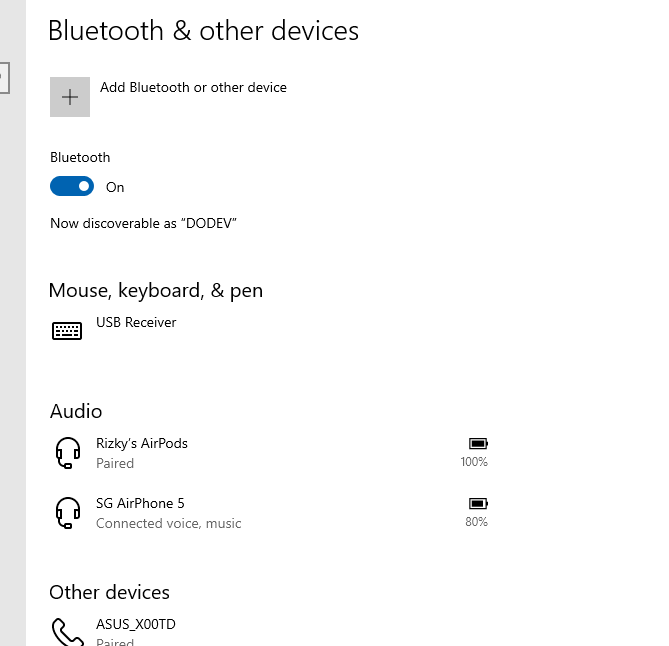 Bluetooth & other devices
Add Bluetooth or other device
Bluetooth
On
Now discoverable as “DODEV”
Mouse, keyboard, & pen
USB Receiver
Audio
Rizky’s AirPods
Paired
100%
SG AirPhone 5
Connected voice, music
80%
Other devices
ASUS_X00TD
Paired